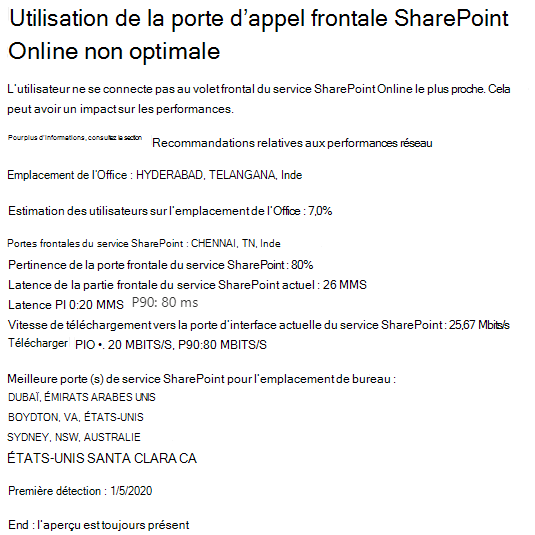 Utilisation de la porte d’appel frontale SharePoint
Online non optimale
L’utilisateur ne se connecte pas au volet frontal du service SharePoint Online le plus proche. Cela
peut avoir un impact sur les performances.
Pour plus d’informations, consultez la section Recommandations relatives aux performances réseau
Emplacement de l’Office : HYDERABAD, TELANGANA, Inde
Estimation des utilisateurs sur l’emplacement de l’Office : 7,0%
Portes frontales du service SharePoint : CHENNAI, TN, Inde
Pertinence de la porte frontale du service SharePoint : 80%
Latence de la partie frontale du service SharePoint actuel : 26 MMS
Latence PI 0:20 MMS P90: 80 ms
Vitesse de téléchargement vers la porte d’interface actuelle du service SharePoint : 25,67 Mbits/s
Télécharger PIO •. 20 MBITS/S, P90:80 MBITS/S
Meilleure porte (s) de service SharePoint pour l’emplacement de bureau :
DUBAÏ, ÉMIRATS ARABES UNIS
BOYDTON, VA, ÉTATS-UNIS
SYDNEY, NSW, AUSTRALIE
ÉTATS-UNIS SANTA CLARA CA
Première détection : 1/5/2020
End : l’aperçu est toujours présent